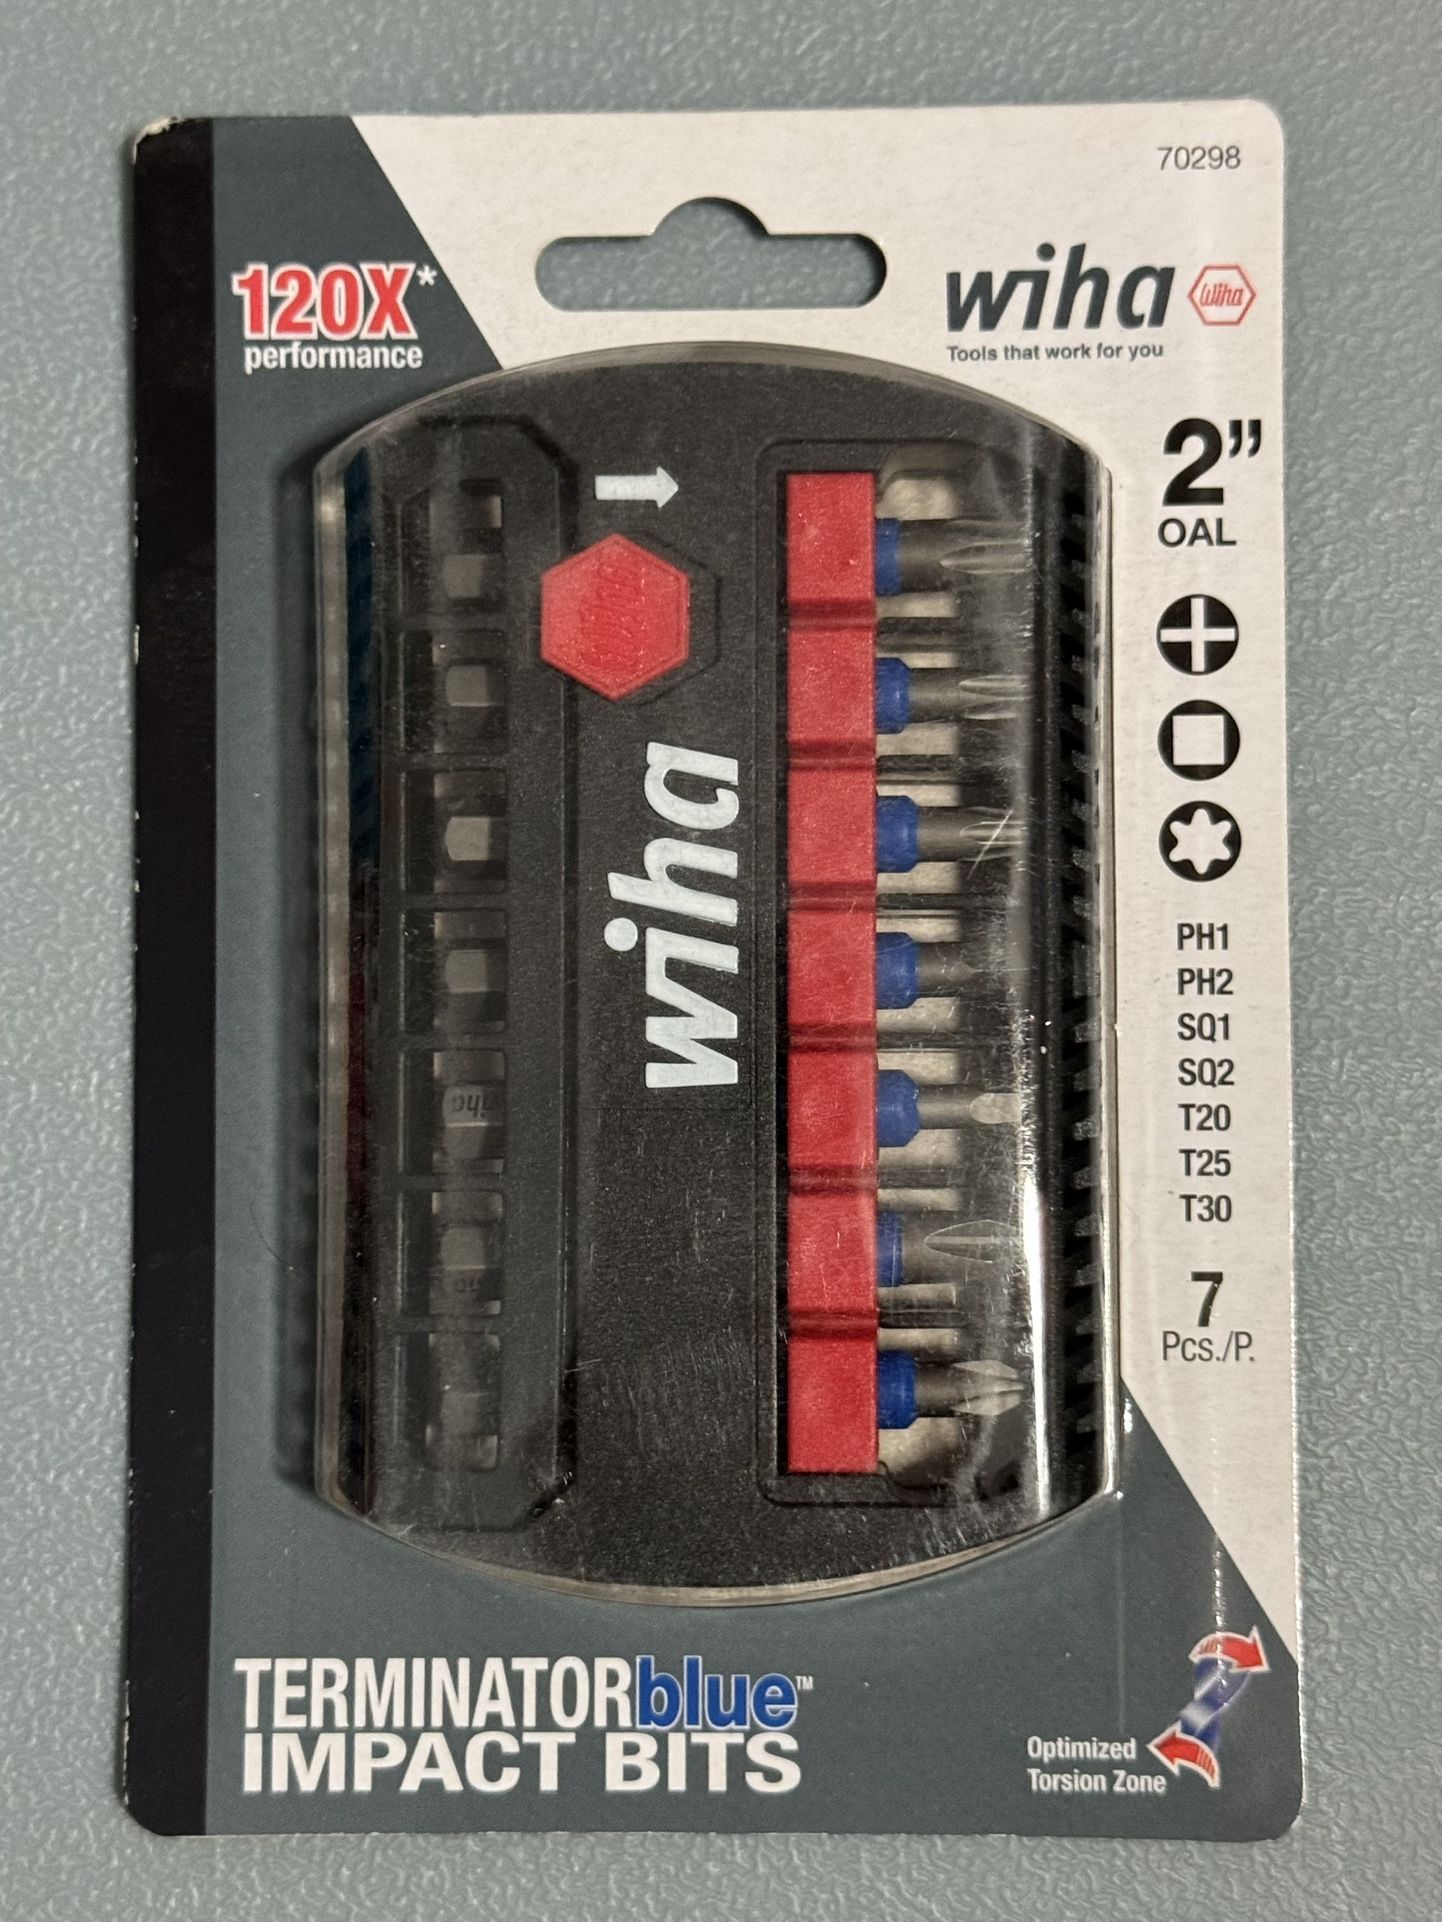 70298
120X*
performance
wiha
Wiha
Tools that work for you
2”
OAL
wiha
PH1
PH2
SQ1
SQ2
T20
T25
T30
7
Pcs./P.
TERMINATORblue™
IMPACT BITS
Optimized
Torsion Zone